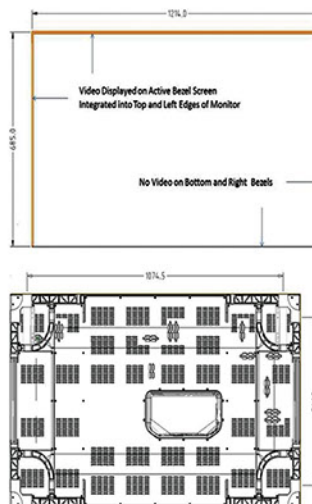 1214.0
Video Displayed on Active Bezel Screen
Integrated into Top and Left Edges of Monitor
685.0
No Video on Bottom and Right Bezels
1074.5